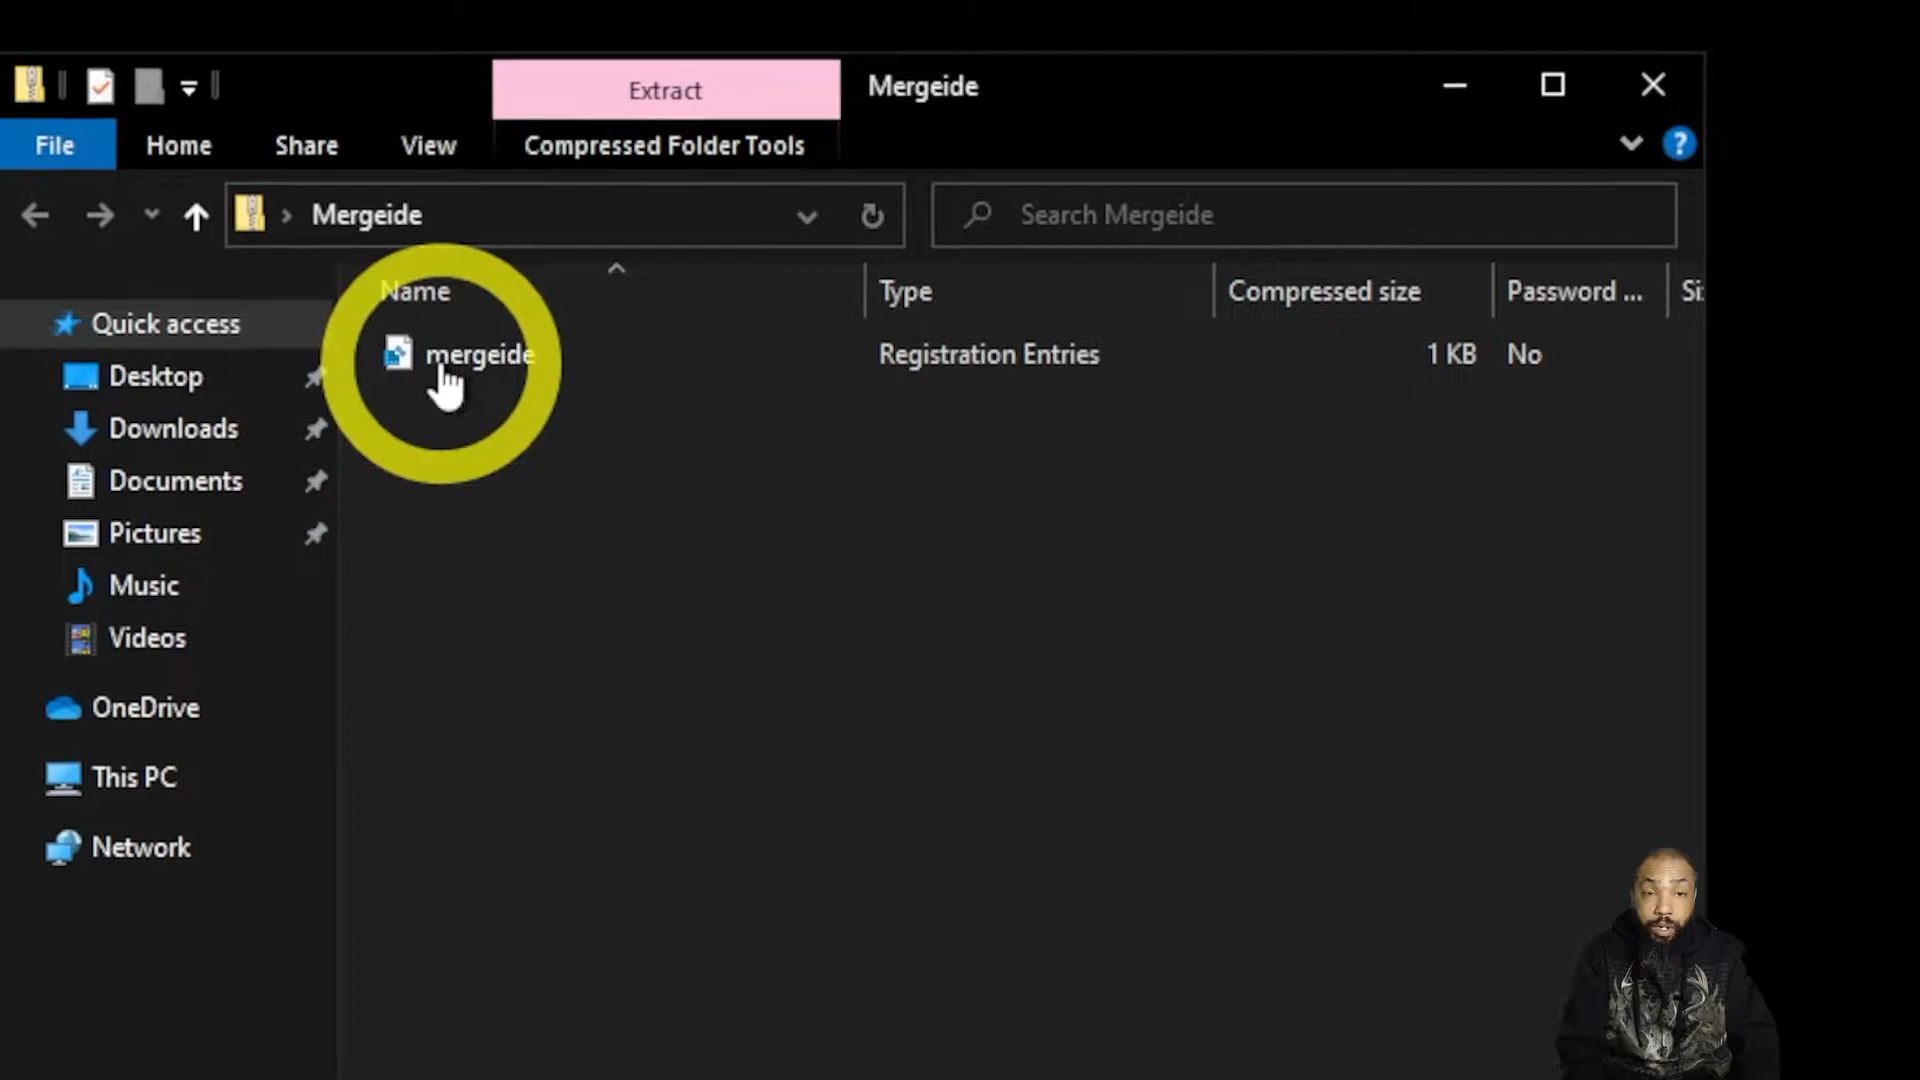 Extract
Mergeide
File
Home
Share
View
Compressed Folder Tools
?
Mergeide
Search Mergeide
Name
Type
Compressed size
Password ...
Si
Quick access
mergeide
Registration Entries
1 KB
No
Desktop
Downloads
Documents
Pictures
Music
Videos
OneDrive
This PC
Network